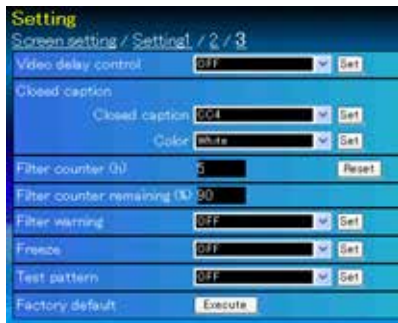 Setting
Screen setting / Setting1 / 2 / 3
Video delay control OFF Set
Closed caption
Closed caption CC4 Set
Color White Set
Filter counter (h) 5 Reset
Filter counter remaining (%) 90
Filter warning OFF Set
Freeze OFF Set
Test pattern OFF Set
Factory default Execute